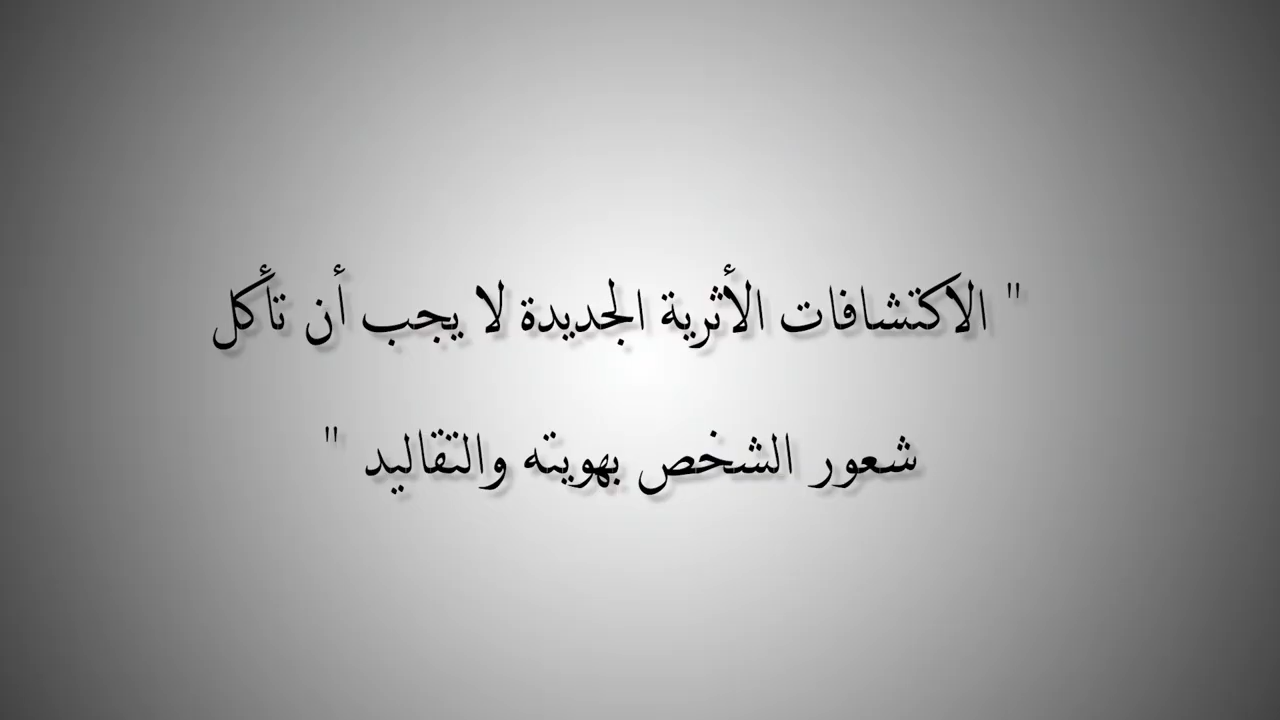 " الاكتشافات الأثرية الجديدة لا يجب أن تأكل
شعور الشخص بهويته والتقاليد "